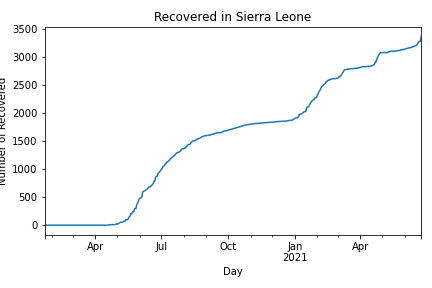 Recovered in Sierra Leone
Number of Recovered
3500
3000
2500
2000
1500
1000
500
0
Apr
Jul
Oct
Jan
2021
Apr
Day